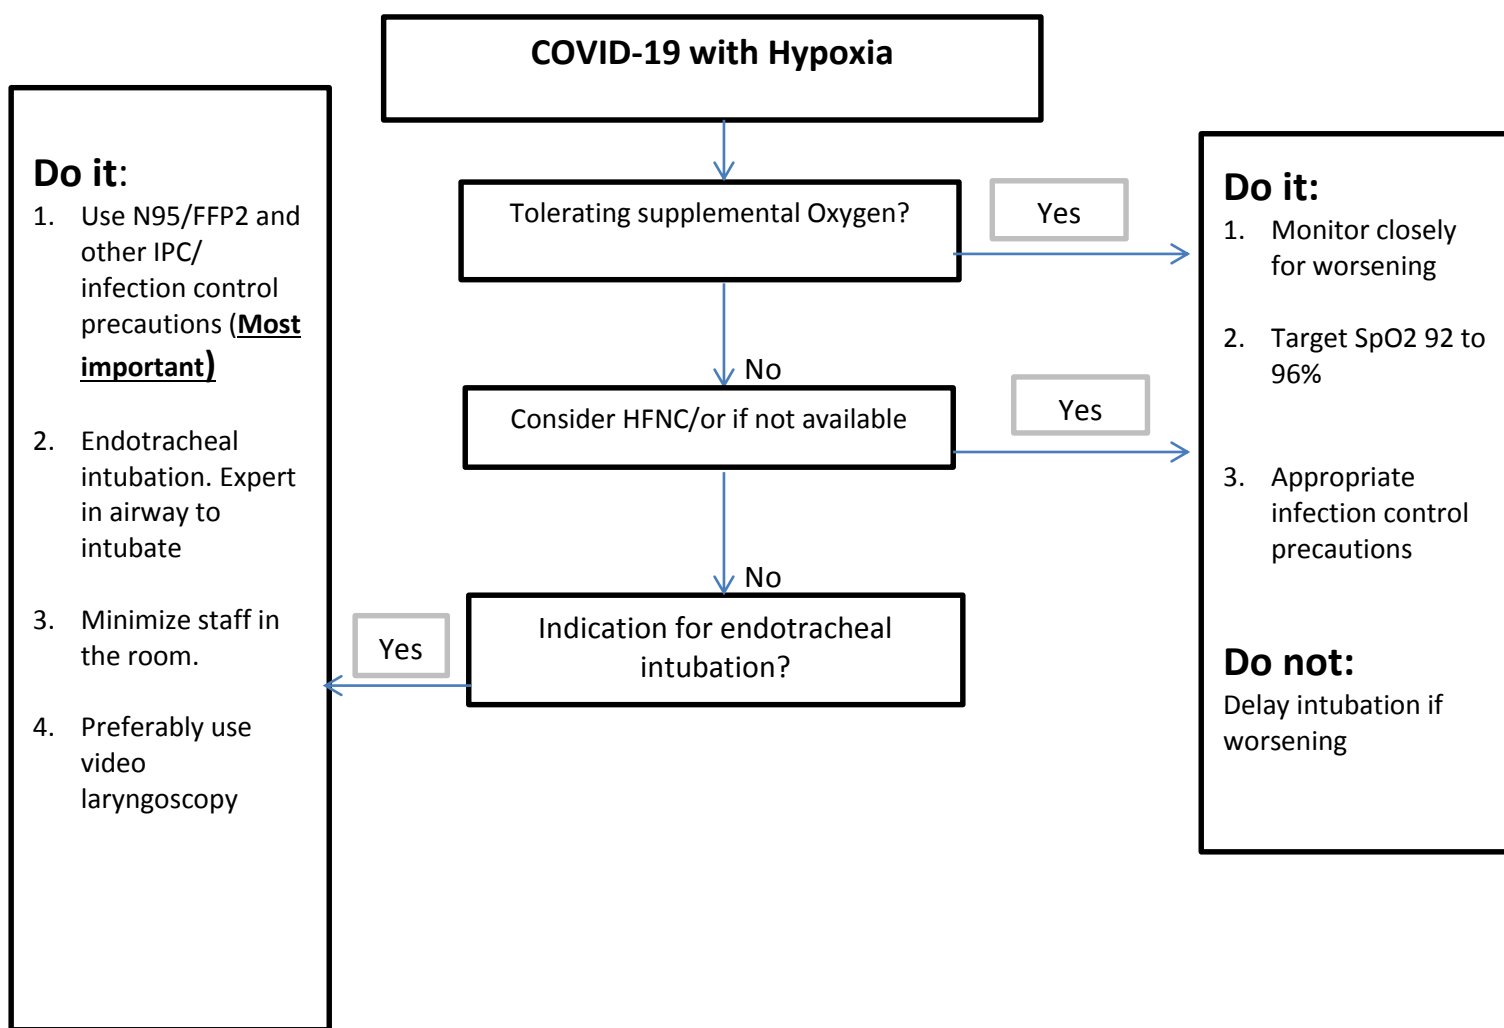 COVID-19 with Hypoxia
Do it:
1. Use N95/FFP2 and
other IPC/
infection control
precautions (Most
important)
2. Endotracheal
intubation. Expert
in airway to
intubate
3. Minimize staff in
the room.
4. Preferably use
video
laryngoscopy
Tolerating supplemental Oxygen?
Yes
No
Consider HFNC/or if not available
Yes
No
Indication for endotracheal
intubation?
Yes
Do it:
1. Monitor closely
for worsening
2. Target SpO2 92 to
96%
3. Appropriate
infection control
precautions
Do not:
Delay intubation if
worsening